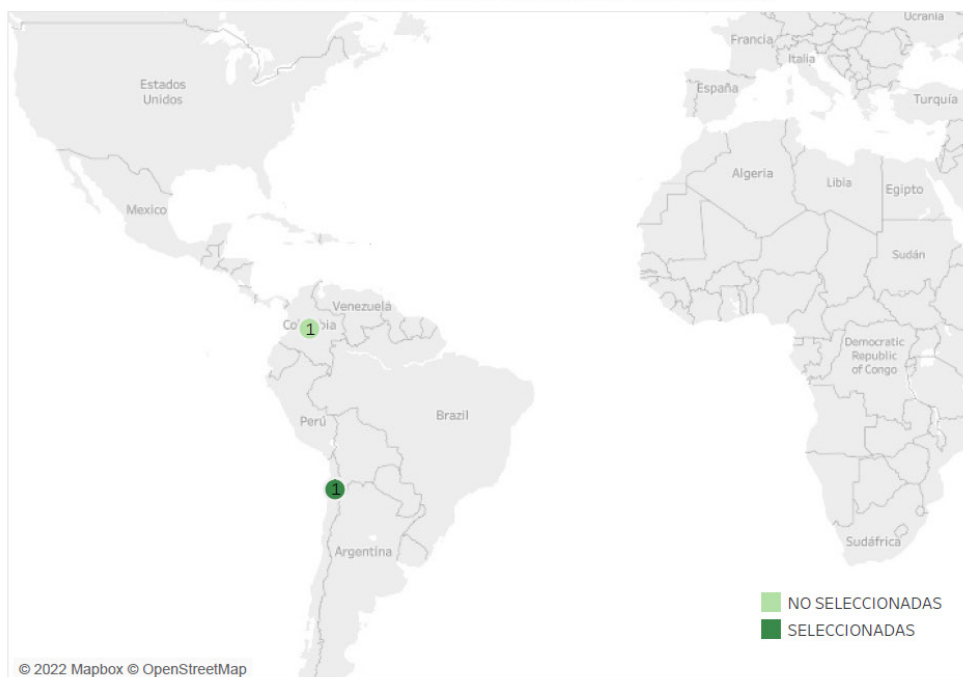 Ucrania
Francia
Italia
Estados
Unidos
España
Turquía
Algeria
Libia
Egipto
Mexico
Sudán
Venezuela
Colombia
1
Democratic
Republic
of Congo
Brazil
Perú
1
Sudáfrica
Argentina
NO SELECCIONADAS
SELECCIONADAS
© 2022 Mapbox © OpenStreetMap